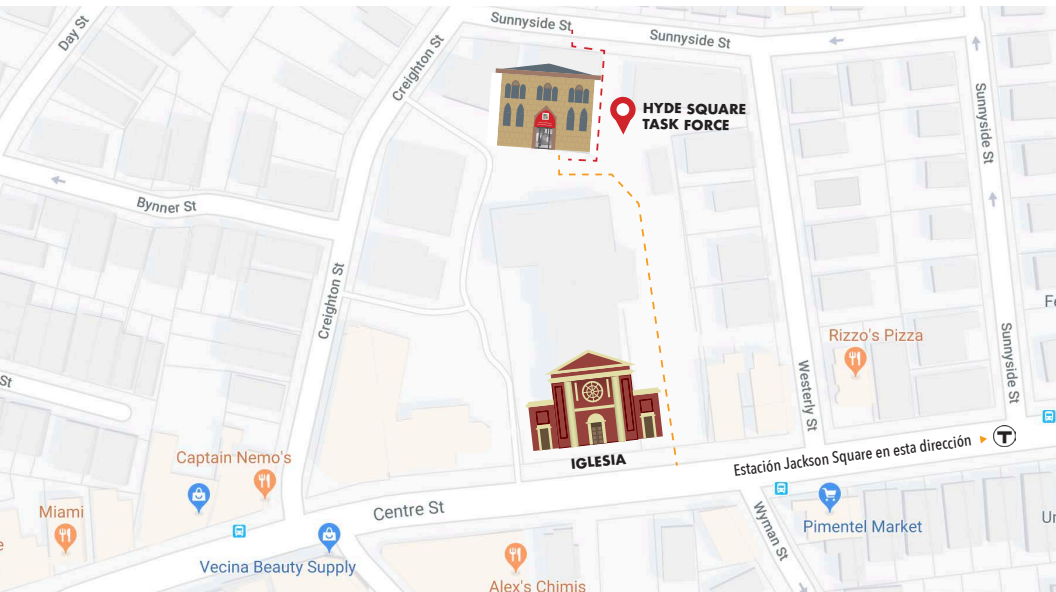 Sunnyside St
Sunnyside St
Day St
Creighton St
HYDE SQUARE
TASK FORCE
Sunnyside St
Bynner St
Creighton St
Rizzo's Pizza
Sunnyside St
Westerly St
St
IGLESIA
Estación Jackson Square en esta dirección
T
Captain Nemo's
Miami
Centre St
Wyman St
Pimentel Market
Vecina Beauty Supply
Alex's Chimis